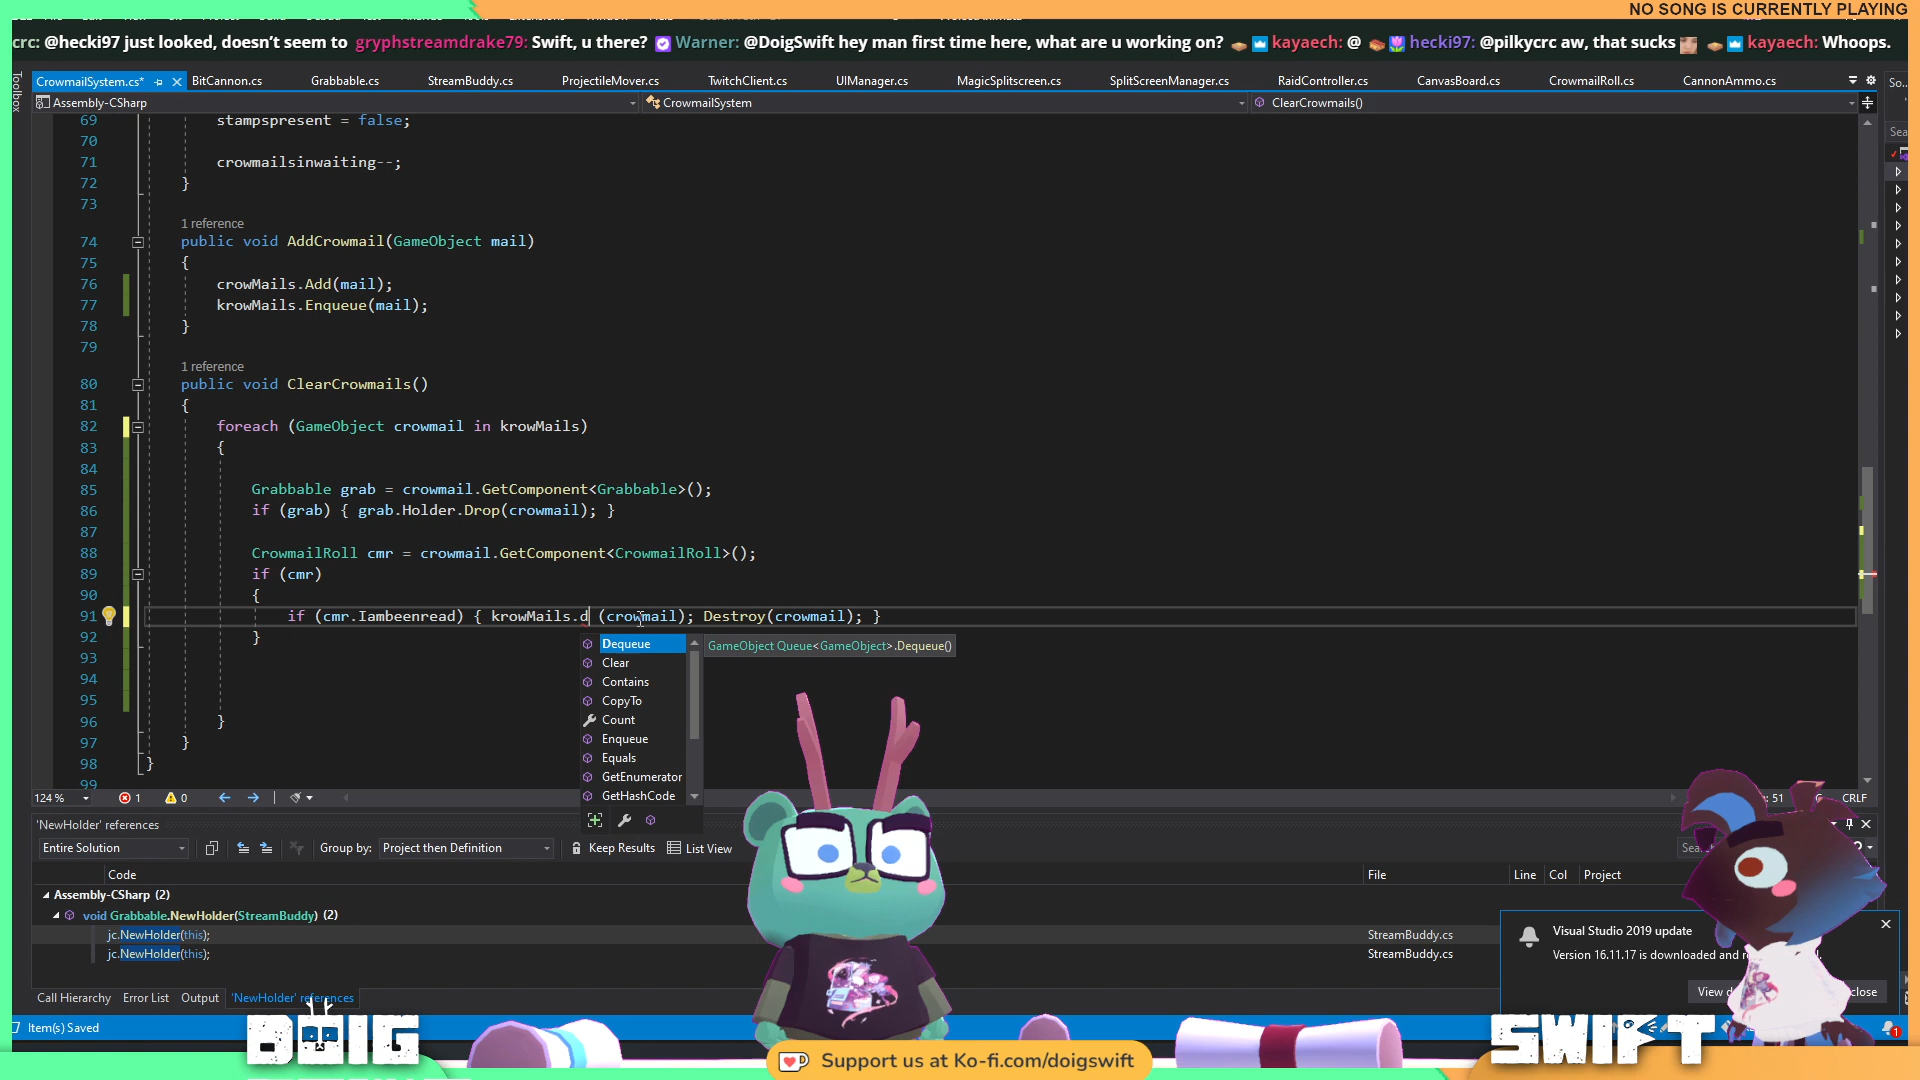 NO SONG IS CURRENTLY PLAYING
crc: @hecki97 just looked, doesn't seem to gryphstreamdrake79: Swift, u there? Warner: @DoigSwift hey man first time here, what are u working on? kayaech: @ hecki97: @pilkycrc aw, that sucks kayaech: Whoops.
Toolbox
CrowmailSystem.cs* BitCannon.cs Grabbable.cs StreamBuddy.cs ProjectileMover.cs TwitchClient.cs UIManager.cs MagicSplitscreen.cs SplitScreenManager.cs RaidController.cs CanvasBoard.cs CrowmailRoll.cs CannonAmmo.cs
So...
Assembly-CSharp CrowmailSystem ClearCrowmails()
Sea
69 stampspresent = false;
70
71 crowmailsinwaiting--;
72 }
73
1 reference
74 public void AddCrowmail(GameObject mail)
75 {
76 crowMails.Add(mail);
77 krowMails.Enqueue(mail);
78 }
79
1 reference
80 public void ClearCrowmails()
81 {
82 foreach (GameObject crowmail in krowMails)
83 {
84
85 Grabbable grab = crowmail.GetComponent<Grabbable>();
86 if (grab) { grab.Holder.Drop(crowmail); }
87
88 CrowmailRoll cmr = crowmail.GetComponent<CrowmailRoll>();
89 if (cmr)
90 {
91 if (cmr.Iambeenread) { krowMails.d (crowmail); Destroy(crowmail); }
92 }
93
94
95
96 }
97 }
98 }
99
Dequeue GameObject Queue<GameObject>.Dequeue()
Clear
Contains
CopyTo
Count
Enqueue
Equals
GetEnumerator
GetHashCode
124 % 1 0 : 51 CRLF
'NewHolder' references
Entire Solution Group by: Project then Definition Keep Results List View Sea
Code File Line Col Project
Assembly-CSharp (2)
void Grabbable.NewHolder(StreamBuddy) (2)
jc.NewHolder(this); StreamBuddy.cs
jc.NewHolder(this); StreamBuddy.cs
Visual Studio 2019 update
Version 16.11.17 is downloaded and re
View d close
Call Hierarchy Error List Output 'NewHolder' references
Item(s) Saved
1
DOIG
SWIFT
Support us at Ko-fi.com/doigswift